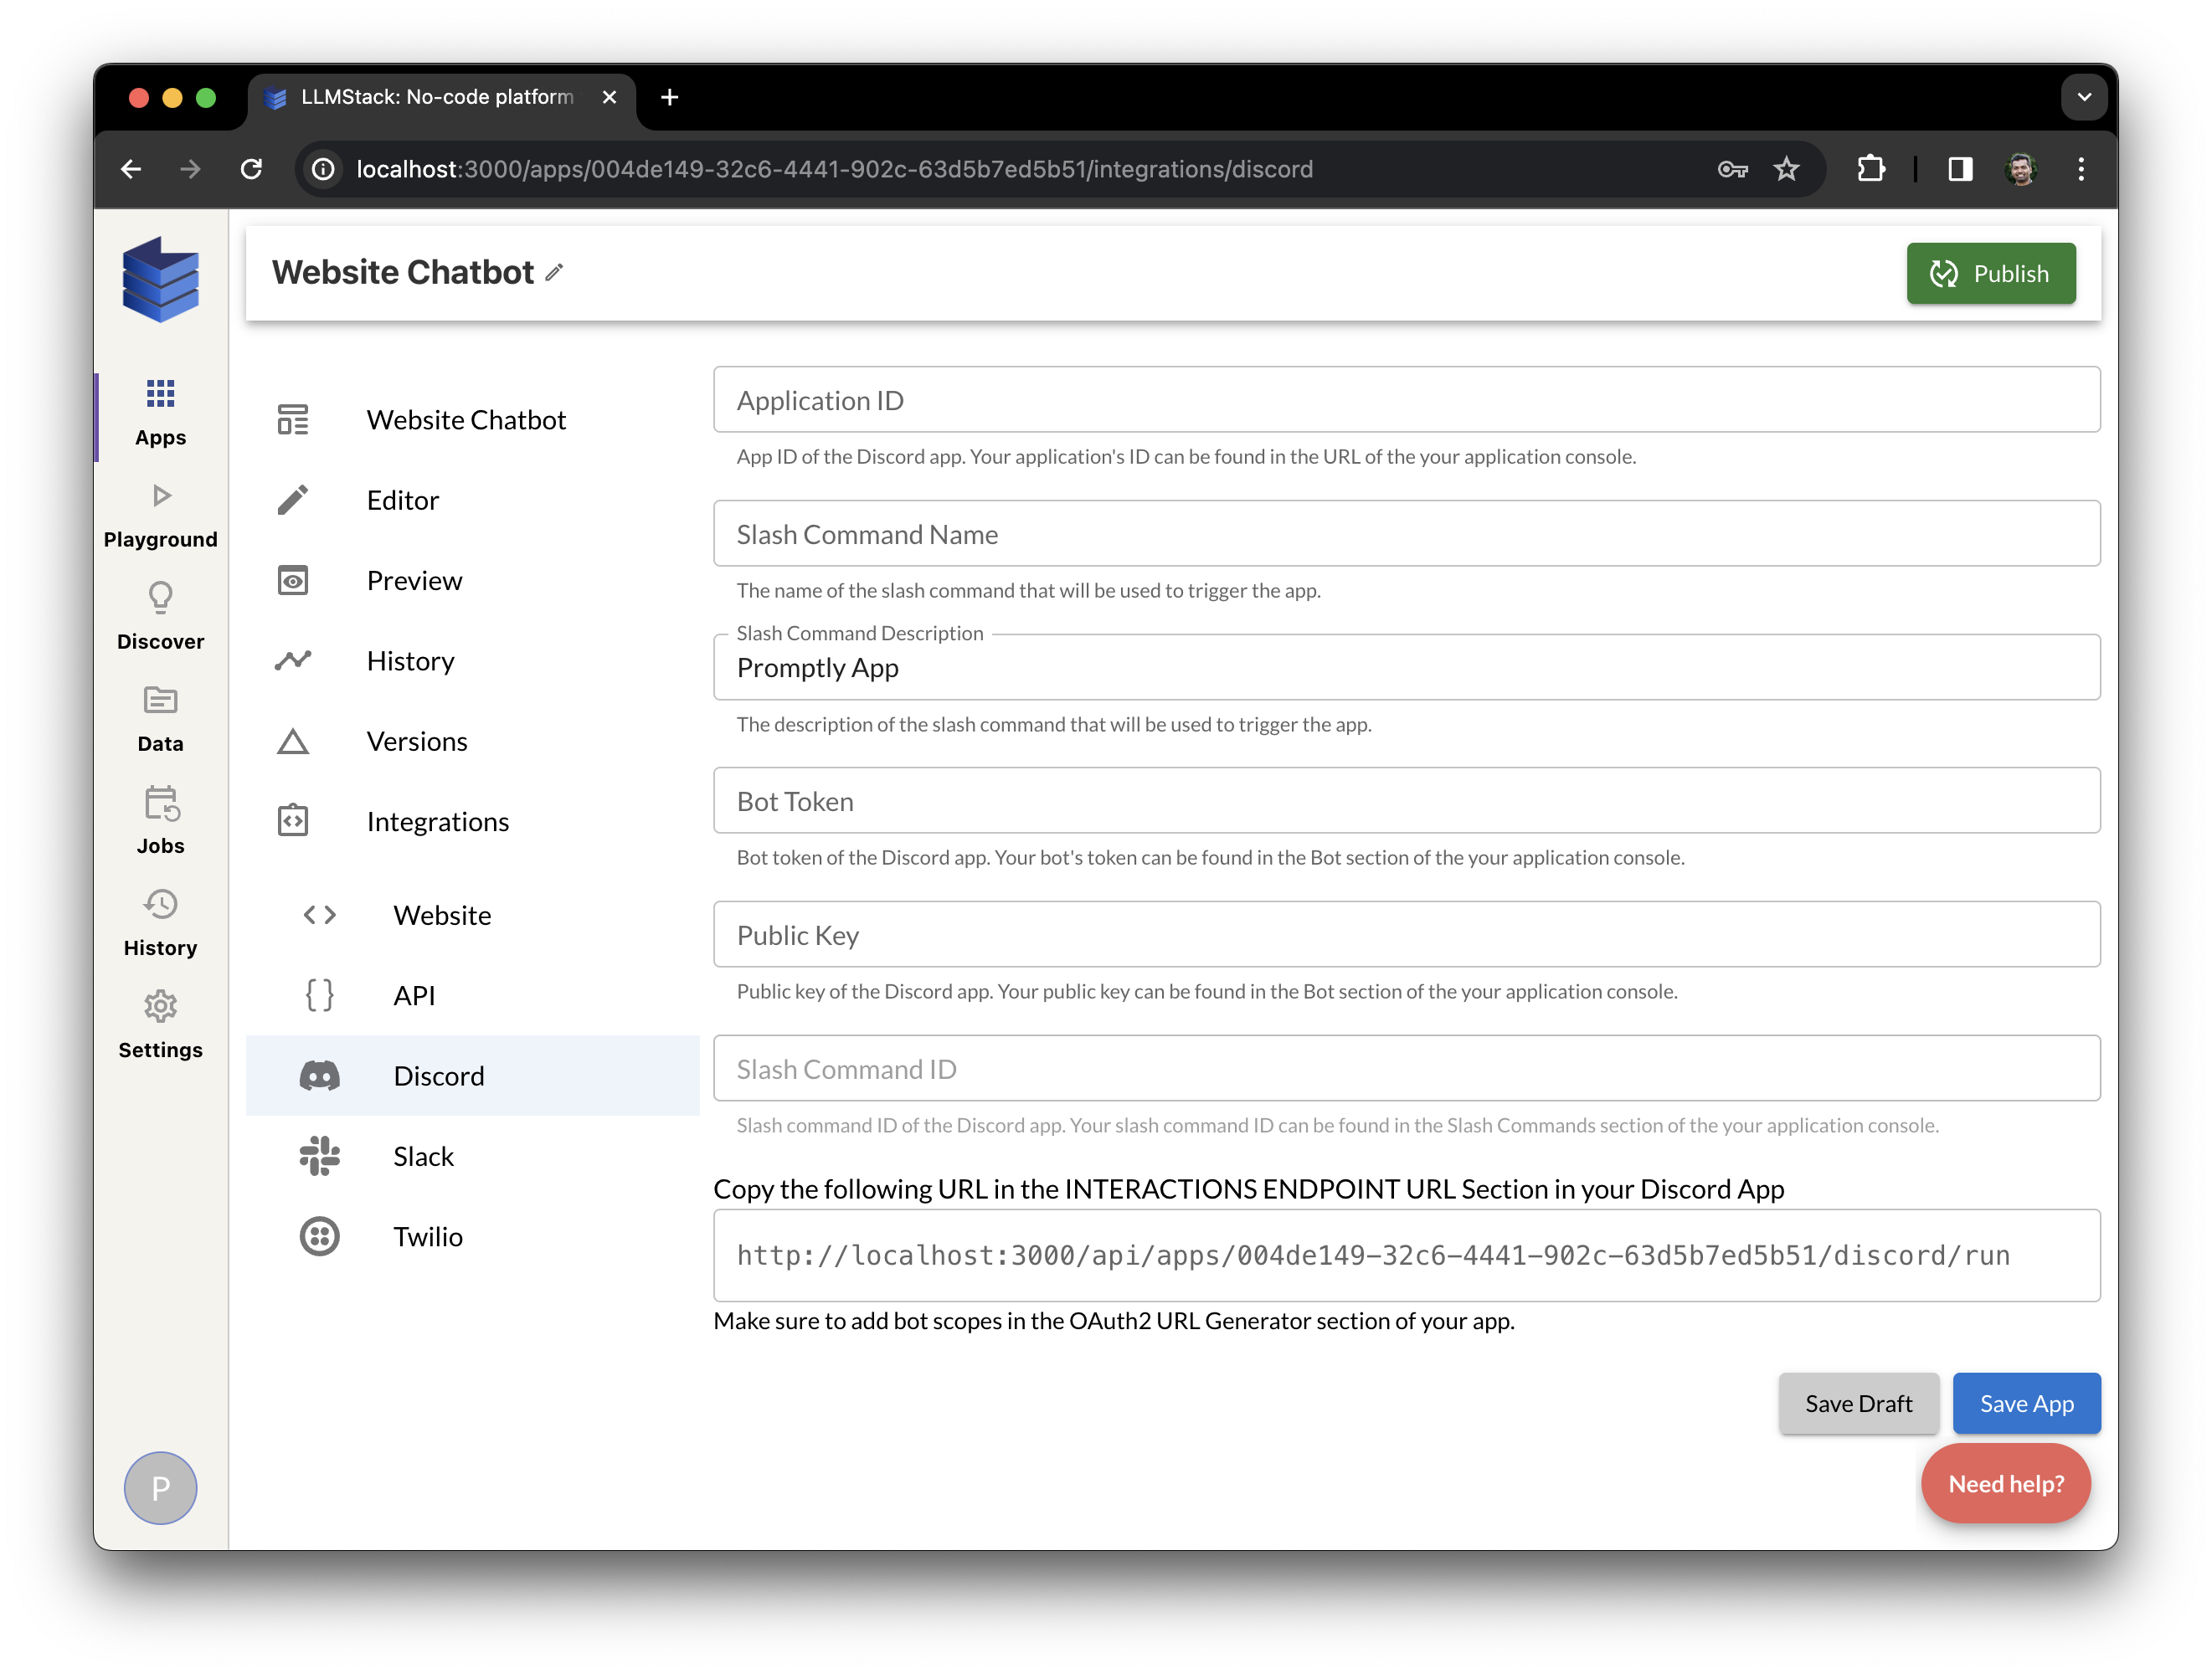 LLMStack: No-code platform
localhost:3000/apps/004de149-32c6-4441-902c-63d5b7ed5b51/integrations/discord
Website Chatbot
Publish
Apps
Playground
Discover
Data
Jobs
History
Settings
P
Website Chatbot
Editor
Preview
History
Versions
Integrations
Website
API
Discord
Slack
Twilio
Application ID
App ID of the Discord app. Your application's ID can be found in the URL of the your application console.
Slash Command Name
The name of the slash command that will be used to trigger the app.
Slash Command Description
Promptly App
The description of the slash command that will be used to trigger the app.
Bot Token
Bot token of the Discord app. Your bot's token can be found in the Bot section of the your application console.
Public Key
Public key of the Discord app. Your public key can be found in the Bot section of the your application console.
Slash Command ID
Slash command ID of the Discord app. Your slash command ID can be found in the Slash Commands section of the your application console.
Copy the following URL in the INTERACTIONS ENDPOINT URL Section in your Discord App
http://localhost:3000/api/apps/004de149-32c6-4441-902c-63d5b7ed5b51/discord/run
Make sure to add bot scopes in the OAuth2 URL Generator section of your app.
Save Draft
Save App
Need help?